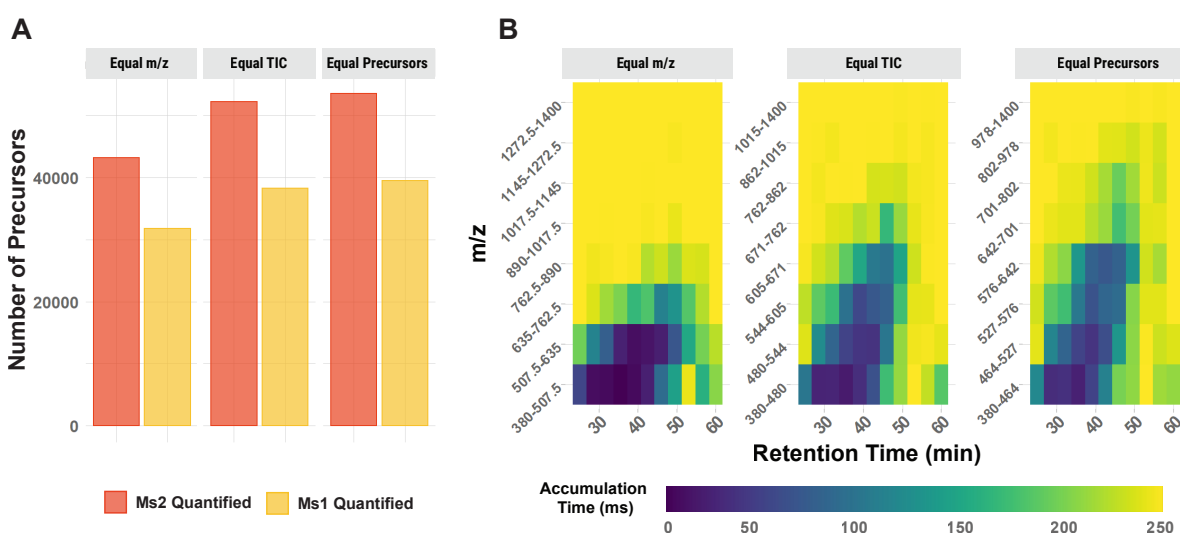 A
B
Equal m/z
Equal TIC
Equal Precursors
Number of Precursors
40000
20000
0
Ms2 Quantified
Ms1 Quantified
Equal m/z
Equal TIC
Equal Precursors
m/z
1272.5-1400
1145-1272.5
1017.5-1145
890-1017.5
762.5-890
635-762.5
507.5-635
380-507.5
1015-1400
862-1015
762-862
671-762
605-671
544-605
480-544
380-480
978-1400
802-978
701-802
642-701
576-642
527-576
464-527
380-464
30 40 50 60
30 40 50 60
30 40 50 60
Retention Time (min)
Accumulation
Time (ms)
0 50 100 150 200 250